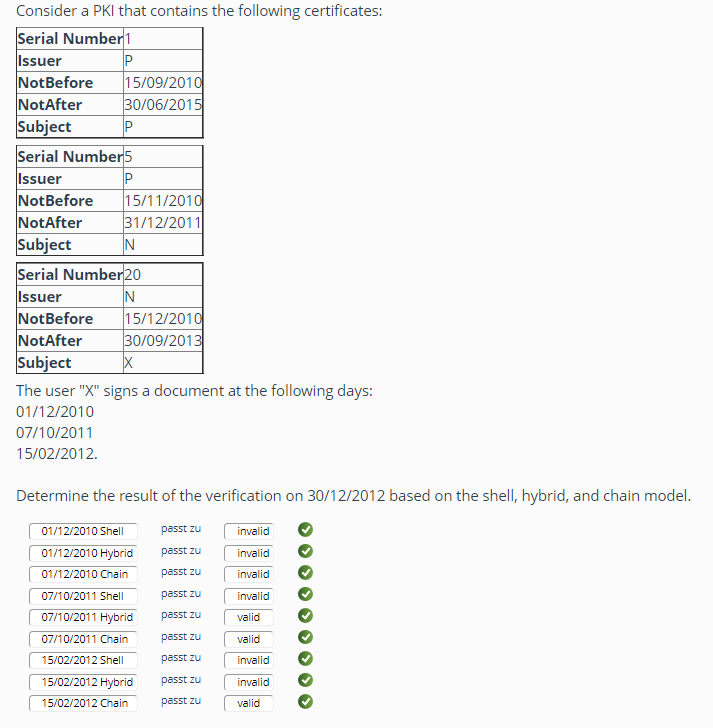 Consider a PKI that contains the following certificates:
Serial Number 1
Issuer P
NotBefore 15/09/2010
NotAfter 30/06/2015
Subject P
Serial Number 5
Issuer P
NotBefore 15/11/2010
NotAfter 31/12/2011
Subject N
Serial Number 20
Issuer N
NotBefore 15/12/2010
NotAfter 30/09/2013
Subject X
The user "X" signs a document at the following days:
01/12/2010
07/10/2011
15/02/2012.
Determine the result of the verification on 30/12/2012 based on the shell, hybrid, and chain model.
01/12/2010 Shell passt zu invalid
01/12/2010 Hybrid passt zu invalid
01/12/2010 Chain passt zu invalid
07/10/2011 Shell passt zu invalid
07/10/2011 Hybrid passt zu valid
07/10/2011 Chain passt zu valid
15/02/2012 Shell passt zu invalid
15/02/2012 Hybrid passt zu invalid
15/02/2012 Chain passt zu valid